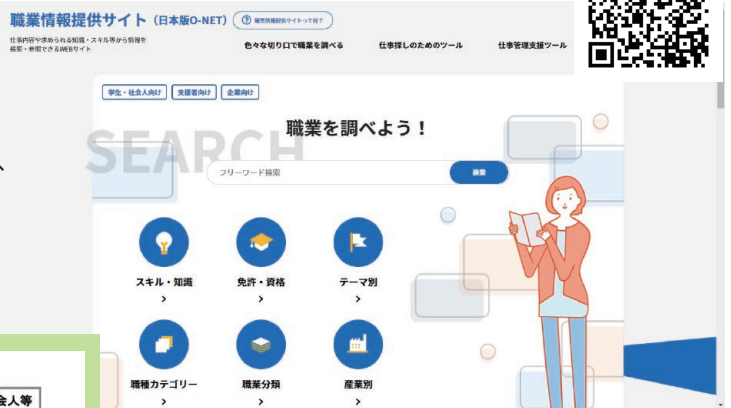 職業情報提供サイト（日本版O-NET）
職業情報提供サイトって何？
仕事内容や求められる知識・スキル等から情報を
検索・参照できるWEBサイト
色々な切り口で職業を調べる
仕事探しのためのツール
仕事管理支援ツール
学生・社会人向け
支援者向け
企業向け
SEARCH
職業を調べよう！
フリーワード検索
検索
スキル・知識
免許・資格
テーマ別
職種カテゴリー
職業分類
産業別
会人等
、